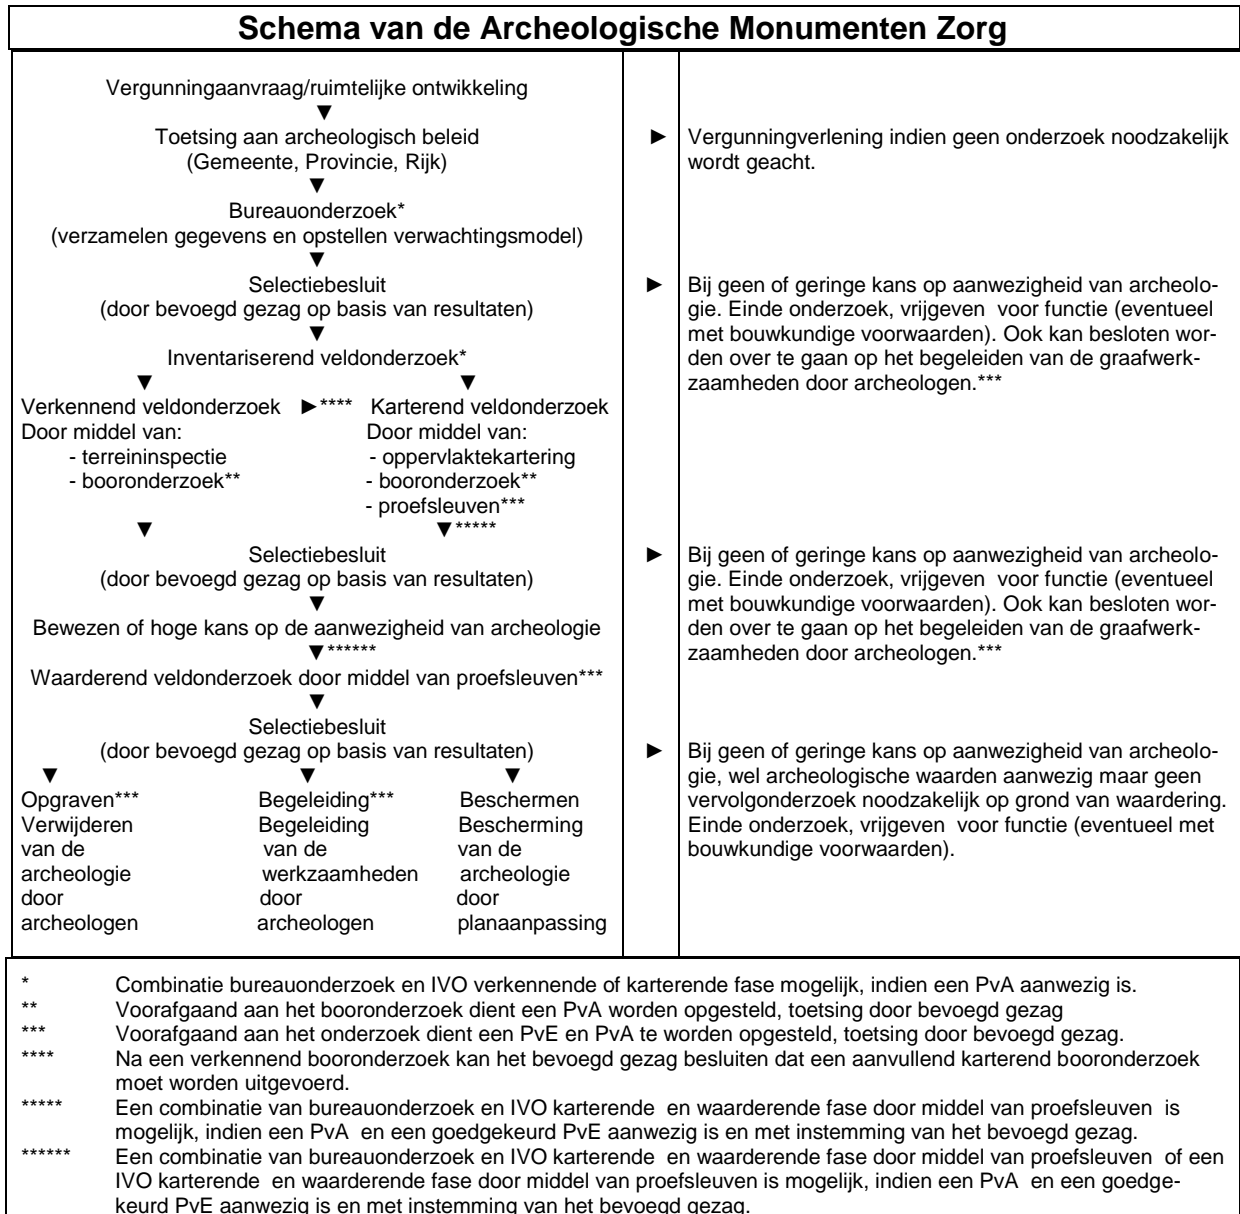 Schema van de Archeologische Monumenten Zorg
Vergunningaanvraag/ruimtelijke ontwikkeling
▼
Toetsing aan archeologisch beleid
(Gemeente, Provincie, Rijk)
► Vergunningverlening indien geen onderzoek noodzakelijk
wordt geacht.
▼
Bureauonderzoek*
(verzamelen gegevens en opstellen verwachtingsmodel)
▼
Selectiebesluit
(door bevoegd gezag op basis van resultaten)
► Bij geen of geringe kans op aanwezigheid van archeolo-
gie. Einde onderzoek, vrijgeven voor functie (eventueel
met bouwkundige voorwaarden). Ook kan besloten wor-
den over te gaan op het begeleiden van de graafwerk-
zaamheden door archeologen.***
▼
Inventariserend veldonderzoek*
▼ ▼
Verkennend veldonderzoek ►**** Karterend veldonderzoek
Door middel van: Door middel van:
- terreininspectie - oppervlaktekartering
- booronderzoek** - booronderzoek**
- proefsleuven***
▼ ▼*****
Selectiebesluit
(door bevoegd gezag op basis van resultaten)
► Bij geen of geringe kans op aanwezigheid van archeolo-
gie. Einde onderzoek, vrijgeven voor functie (eventueel
met bouwkundige voorwaarden). Ook kan besloten wor-
den over te gaan op het begeleiden van de graafwerk-
zaamheden door archeologen.***
▼
Bewezen of hoge kans op de aanwezigheid van archeologie
▼******
Waarderend veldonderzoek door middel van proefsleuven***
▼
Selectiebesluit
(door bevoegd gezag op basis van resultaten)
► Bij geen of geringe kans op aanwezigheid van archeolo-
gie, wel archeologische waarden aanwezig maar geen
vervolgonderzoek noodzakelijk op grond van waardering.
Einde onderzoek, vrijgeven voor functie (eventueel met
bouwkundige voorwaarden).
▼ ▼ ▼
Opgraven*** Begeleiding*** Beschermen
Verwijderen Begeleiding Bescherming
van de van de van de
archeologie werkzaamheden archeologie
door door door
archeologen archeologen planaanpassing
* Combinatie bureauonderzoek en IVO verkennende of karterende fase mogelijk, indien een PvA aanwezig is.
** Voorafgaand aan het booronderzoek dient een PvA worden opgesteld, toetsing door bevoegd gezag
*** Voorafgaand aan het onderzoek dient een PvE en PvA te worden opgesteld, toetsing door bevoegd gezag.
**** Na een verkennend booronderzoek kan het bevoegd gezag besluiten dat een aanvullend karterend booronderzoek
moet worden uitgevoerd.
***** Een combinatie van bureauonderzoek en IVO karterende en waarderende fase door middel van proefsleuven is
mogelijk, indien een PvA en een goedgekeurd PvE aanwezig is en met instemming van het bevoegd gezag.
****** Een combinatie van bureauonderzoek en IVO karterende en waarderende fase door middel van proefsleuven of een
IVO karterende en waarderende fase door middel van proefsleuven is mogelijk, indien een PvA en een goedge-
keurd PvE aanwezig is en met instemming van het bevoegd gezag.